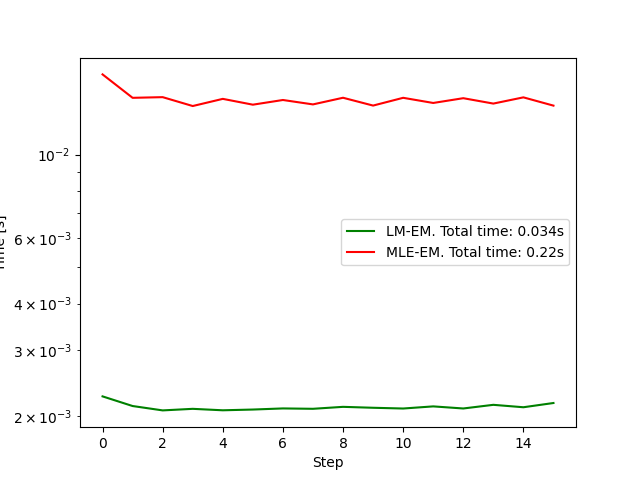 10⁻²
6 × 10⁻³
4 × 10⁻³
3 × 10⁻³
2 × 10⁻³
LM-EM. Total time: 0.034s
MLE-EM. Total time: 0.22s
0 2 4 6 8 10 12 14
Step